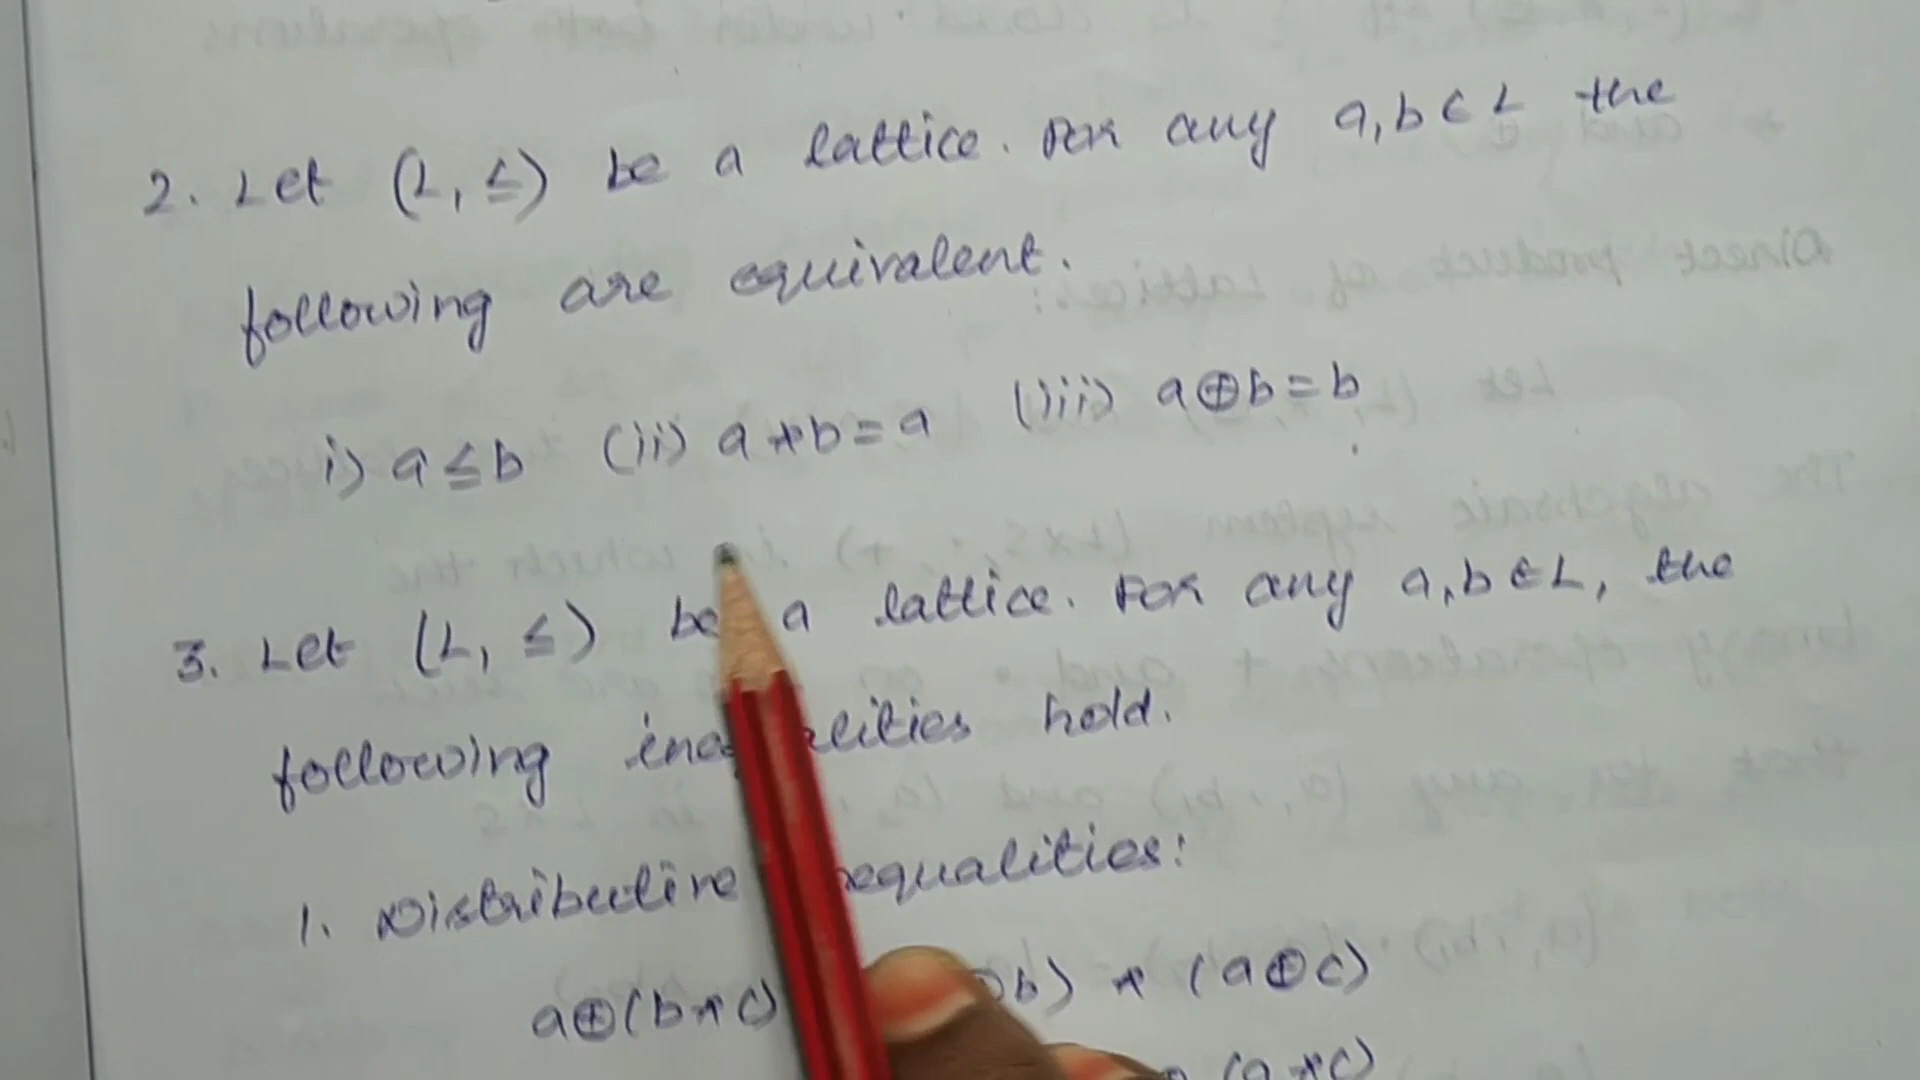 2. Let (L, ≤) be a lattice. For any a,b ∈ L the
following are equivalent.
i) a ≤ b (ii) a * b = a (iii) a ⊕ b = b
3. Let (L, ≤) be a lattice. For any a,b ∈ L, the
following hold.
1. Distributive
a ⊕ (b * c) b) * (a ⊕ c)
(a * c)